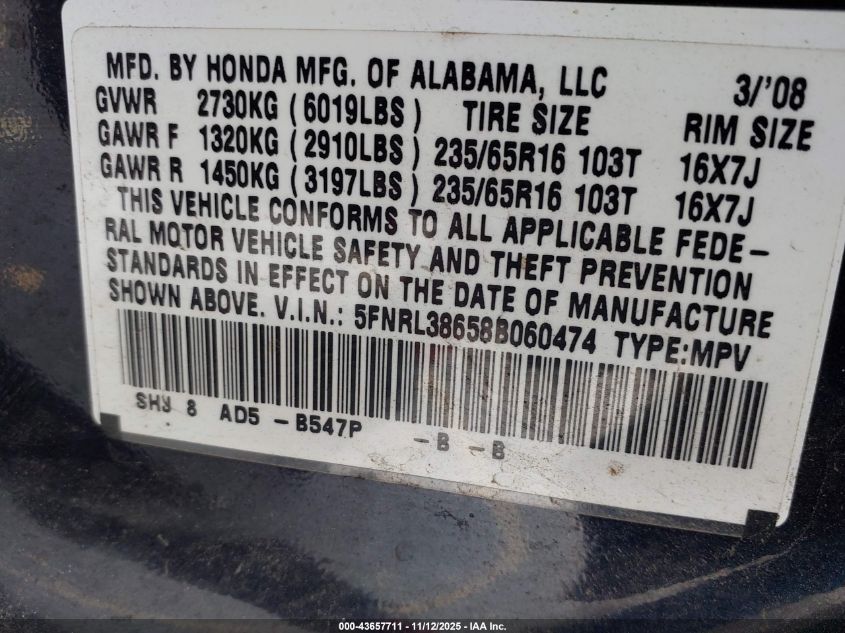 MFD. BY HONDA MFG. OF ALABAMA, LLC 3/'08
GVWR 2730KG (6019LBS) TIRE SIZE RIM SIZE
GAWR F 1320KG (2910LBS) 235/65R16 103T 16X7J
GAWR R 1450KG (3197LBS) 235/65R16 103T 16X7J
THIS VEHICLE CONFORMS TO ALL APPLICABLE FEDE-
RAL MOTOR VEHICLE SAFETY AND THEFT PREVENTION
STANDARDS IN EFFECT ON THE DATE OF MANUFACTURE
SHOWN ABOVE. V.I.N.: 5FNRL38658B060474 TYPE:MPV
8 AD5 - B547P - B - B
000-43657711 - 11/12/2025 - IAA Inc.